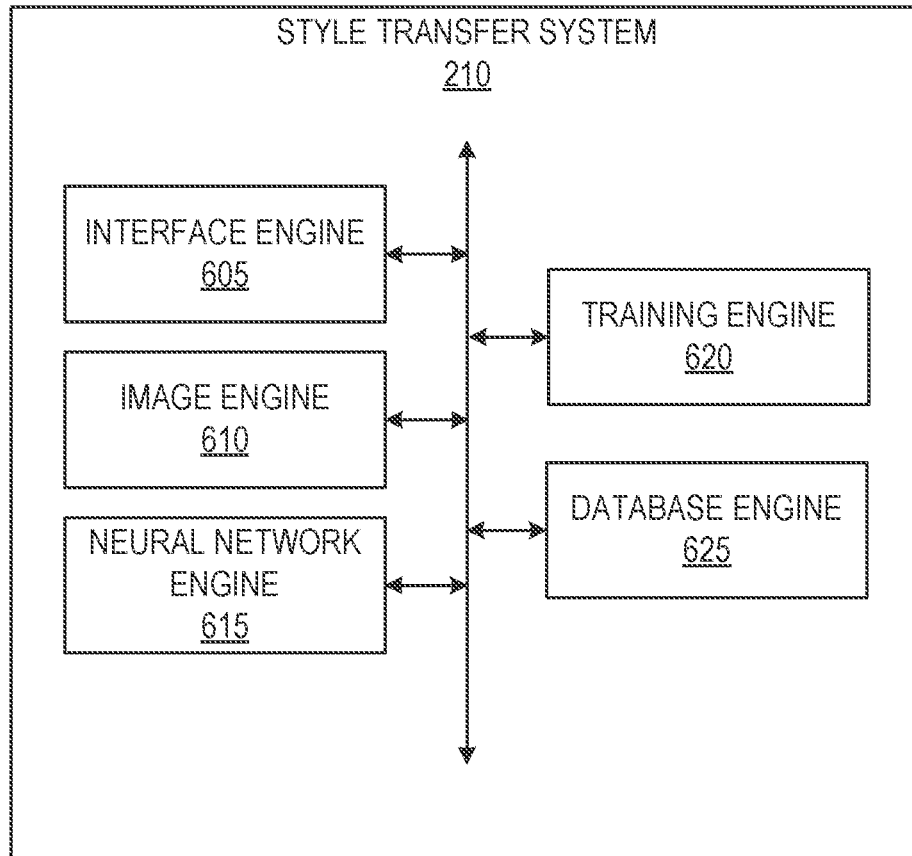 STYLE TRANSFER SYSTEM
210
INTERFACE ENGINE
605
IMAGE ENGINE
610
NEURAL NETWORK
ENGINE
615
TRAINING ENGINE
620
DATABASE ENGINE
625